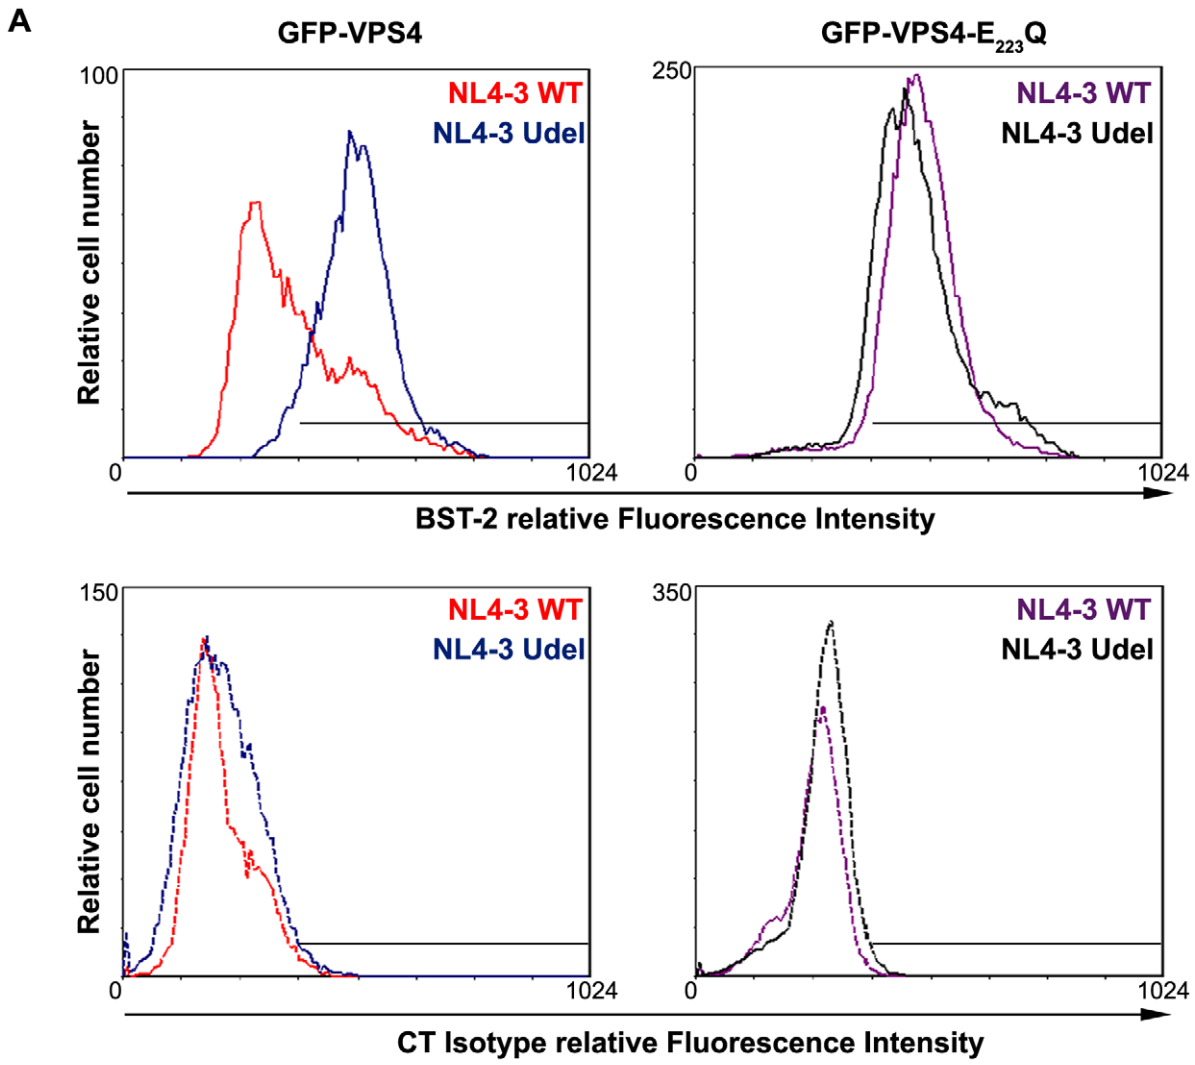 A
GFP-VPS4
GFP-VPS4-E223Q
100
NL4-3 WT
NL4-3 Udel
Relative cell number
0
1024
250
NL4-3 WT
NL4-3 Udel
0
1024
BST-2 relative Fluorescence Intensity
150
NL4-3 WT
NL4-3 Udel
Relative cell number
0
1024
350
NL4-3 WT
NL4-3 Udel
0
1024
CT Isotype relative Fluorescence Intensity